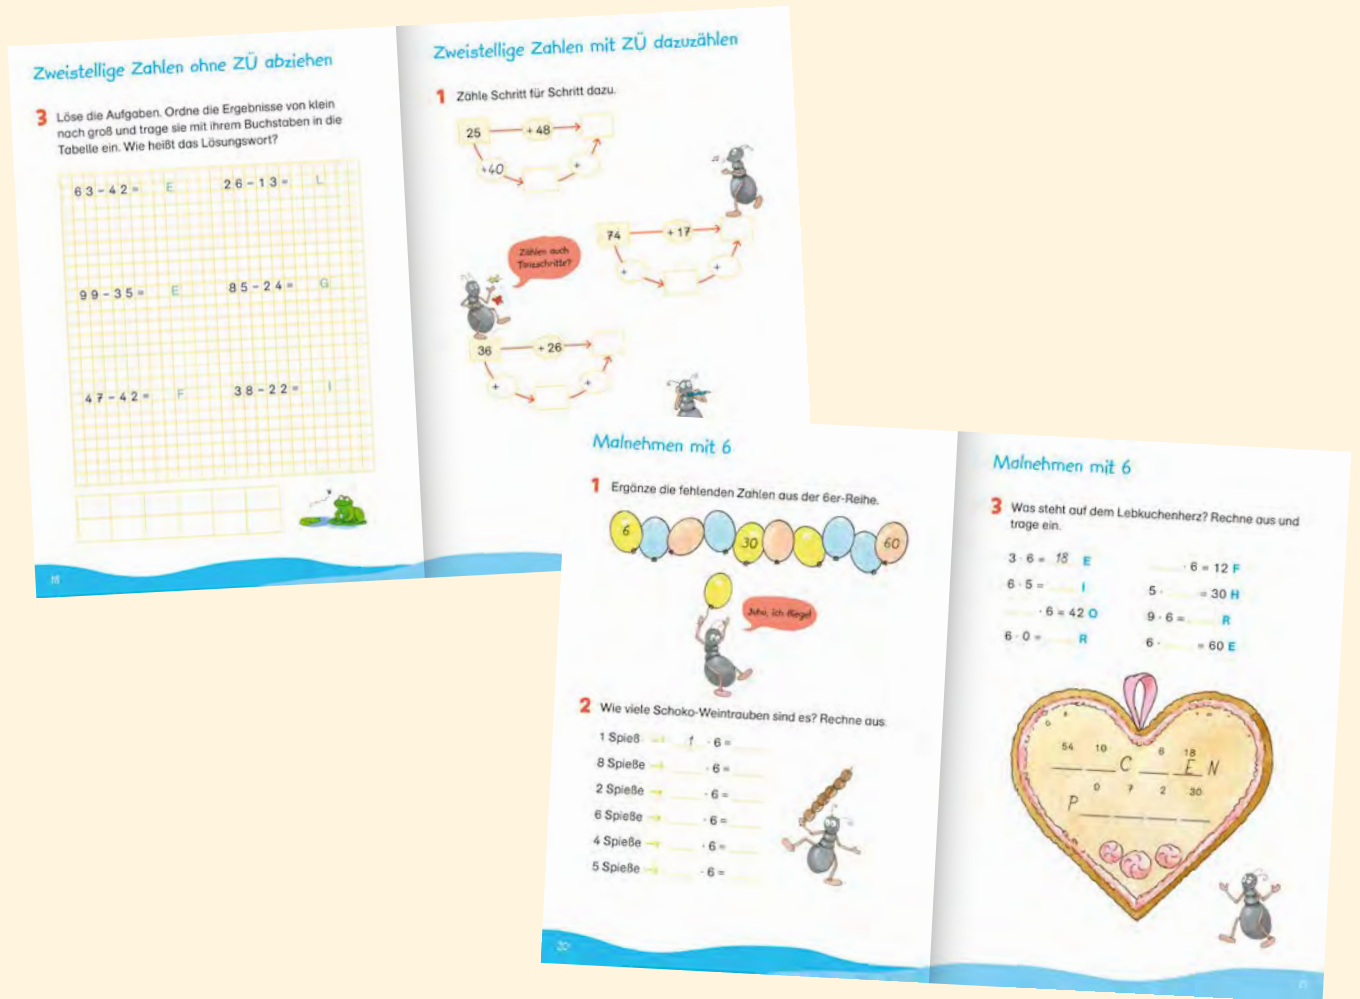 Zweistellige Zahlen ohne ZÜ abziehen
3 Löse die Aufgaben. Ordne die Ergebnisse von klein
nach groß und trage sie mit ihrem Buchstaben in die
Tabelle ein. Wie heißt das Lösungswort?
63-42= E 26-13= L
99-35= E 85-24= G
47-42= F 38-22= I
Zweistellige Zahlen mit ZÜ dazuzählen
1 Zähle Schritt für Schritt dazu.
25 +48
+40 +
74 +17
+ +
Zählen auch
Tanzschritte?
36 +26
+ +
Malnehmen mit 6
1 Ergänze die fehlenden Zahlen aus der 6er-Reihe.
6 30 60
Juhu, ich fliege!
2 Wie viele Schoko-Weintrauben sind es? Rechne aus.
1 Spieß → 1 · 6 =
8 Spieße → · 6 =
2 Spieße → · 6 =
6 Spieße → · 6 =
4 Spieße → · 6 =
5 Spieße → · 6 =
Malnehmen mit 6
3 Was steht auf dem Lebkuchenherz? Rechne aus und
trage ein.
3 · 6 = 18 E
6 · 5 = I
· 6 = 42 O
6 · 0 = R
· 6 = 12 F
5 · = 30 H
9 · 6 = R
6 · = 60 E
54 10 6 18
C E N
0 7 2 30
P